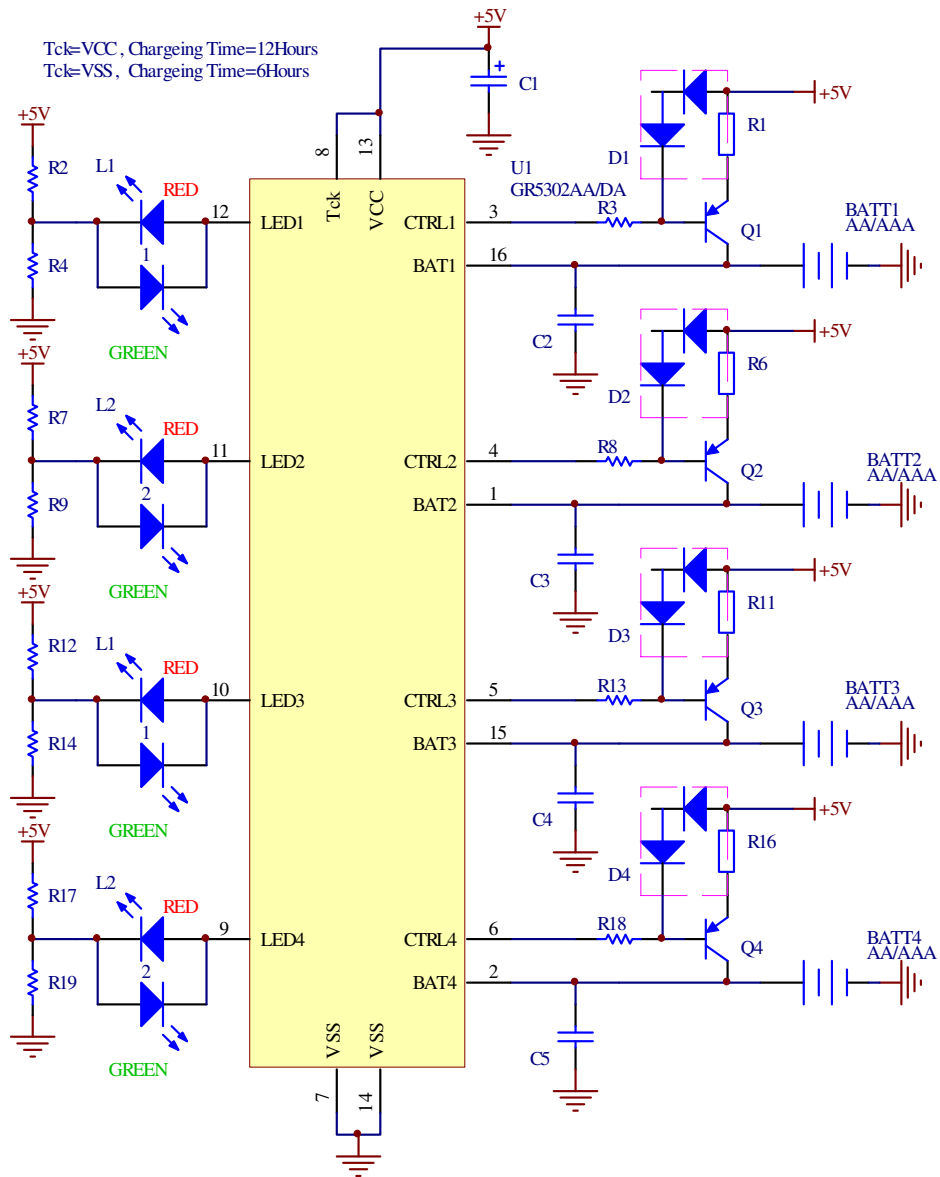 Tck=VCC , Chargeing Time=12Hours
Tck=VSS , Chargeing Time=6Hours
+5V
C1
+5V
R2
R4
L1
RED
1
GREEN
12
LED1
8
Tck
13
VCC
U1
GR5302AA/DA
CTRL1
3
R3
D1
R1
+5V
Q1
BATT1
AA/AAA
BAT1
16
C2
+5V
R7
R9
L2
RED
2
GREEN
11
LED2
CTRL2
4
R8
D2
R6
+5V
Q2
BATT2
AA/AAA
BAT2
1
C3
+5V
R12
R14
L1
RED
1
GREEN
10
LED3
CTRL3
5
R13
D3
R11
+5V
Q3
BATT3
AA/AAA
BAT3
15
C4
+5V
R17
R19
L2
RED
2
GREEN
9
LED4
CTRL4
6
R18
D4
R16
+5V
Q4
BATT4
AA/AAA
BAT4
2
C5
VSS
VSS
7
14